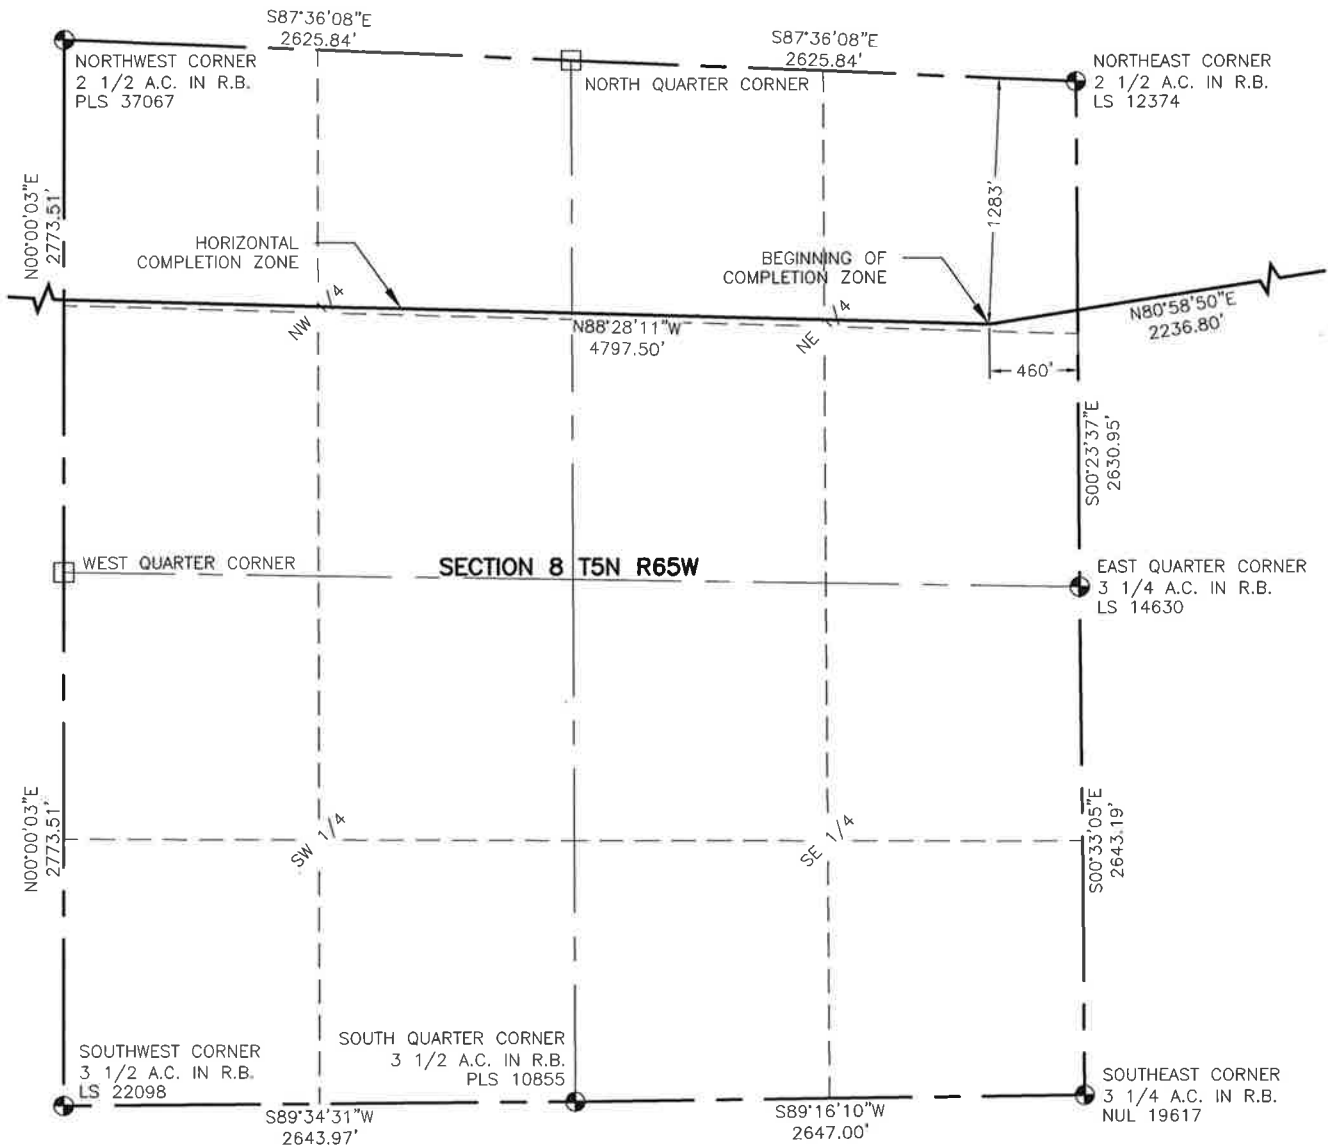 S87°36'08"E
2625.84'
S87°36'08"E
2625.84'
NORTHWEST CORNER
2 1/2 A.C. IN R.B.
PLS 37067
NORTH QUARTER CORNER
NORTHEAST CORNER
2 1/2 A.C. IN R.B.
LS 12374
N00°00'03"E
2773.51'
1283'
HORIZONTAL
COMPLETION ZONE
BEGINNING OF
COMPLETION ZONE
NW 1/4
NE 1/4
N88°28'11"W
4797.50'
N80°58'50"E
2236.80'
460'
S00°23'37"E
2630.95'
WEST QUARTER CORNER
SECTION 8 T5N R65W
EAST QUARTER CORNER
3 1/4 A.C. IN R.B.
LS 14630
N00°00'03"E
2773.51'
SW 1/4
SE 1/4
S00°33'05"E
2643.19'
SOUTHWEST CORNER
3 1/2 A.C. IN R.B.
LS 22098
SOUTH QUARTER CORNER
3 1/2 A.C. IN R.B.
PLS 10855
SOUTHEAST CORNER
3 1/4 A.C. IN R.B.
NUL 19617
S89°34'31"W
2643.97'
S89°16'10"W
2647.00'